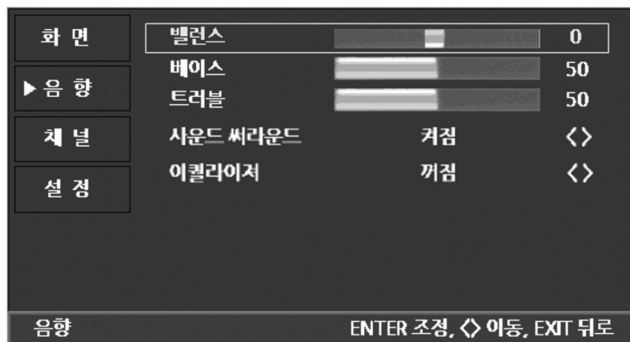 화 면
▶음 향
채 널
설 정
밸런스 0
베이스 50
트러블 50
사운드 써라운드 켜짐 <>
이퀄라이저 꺼짐 <>
음향 ENTER 조정, <> 이동, EXIT 뒤로